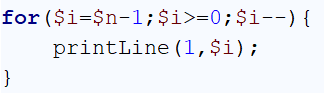 for($i=$n-1;$i>=0;$i--){
    printLine(1,$i);
}